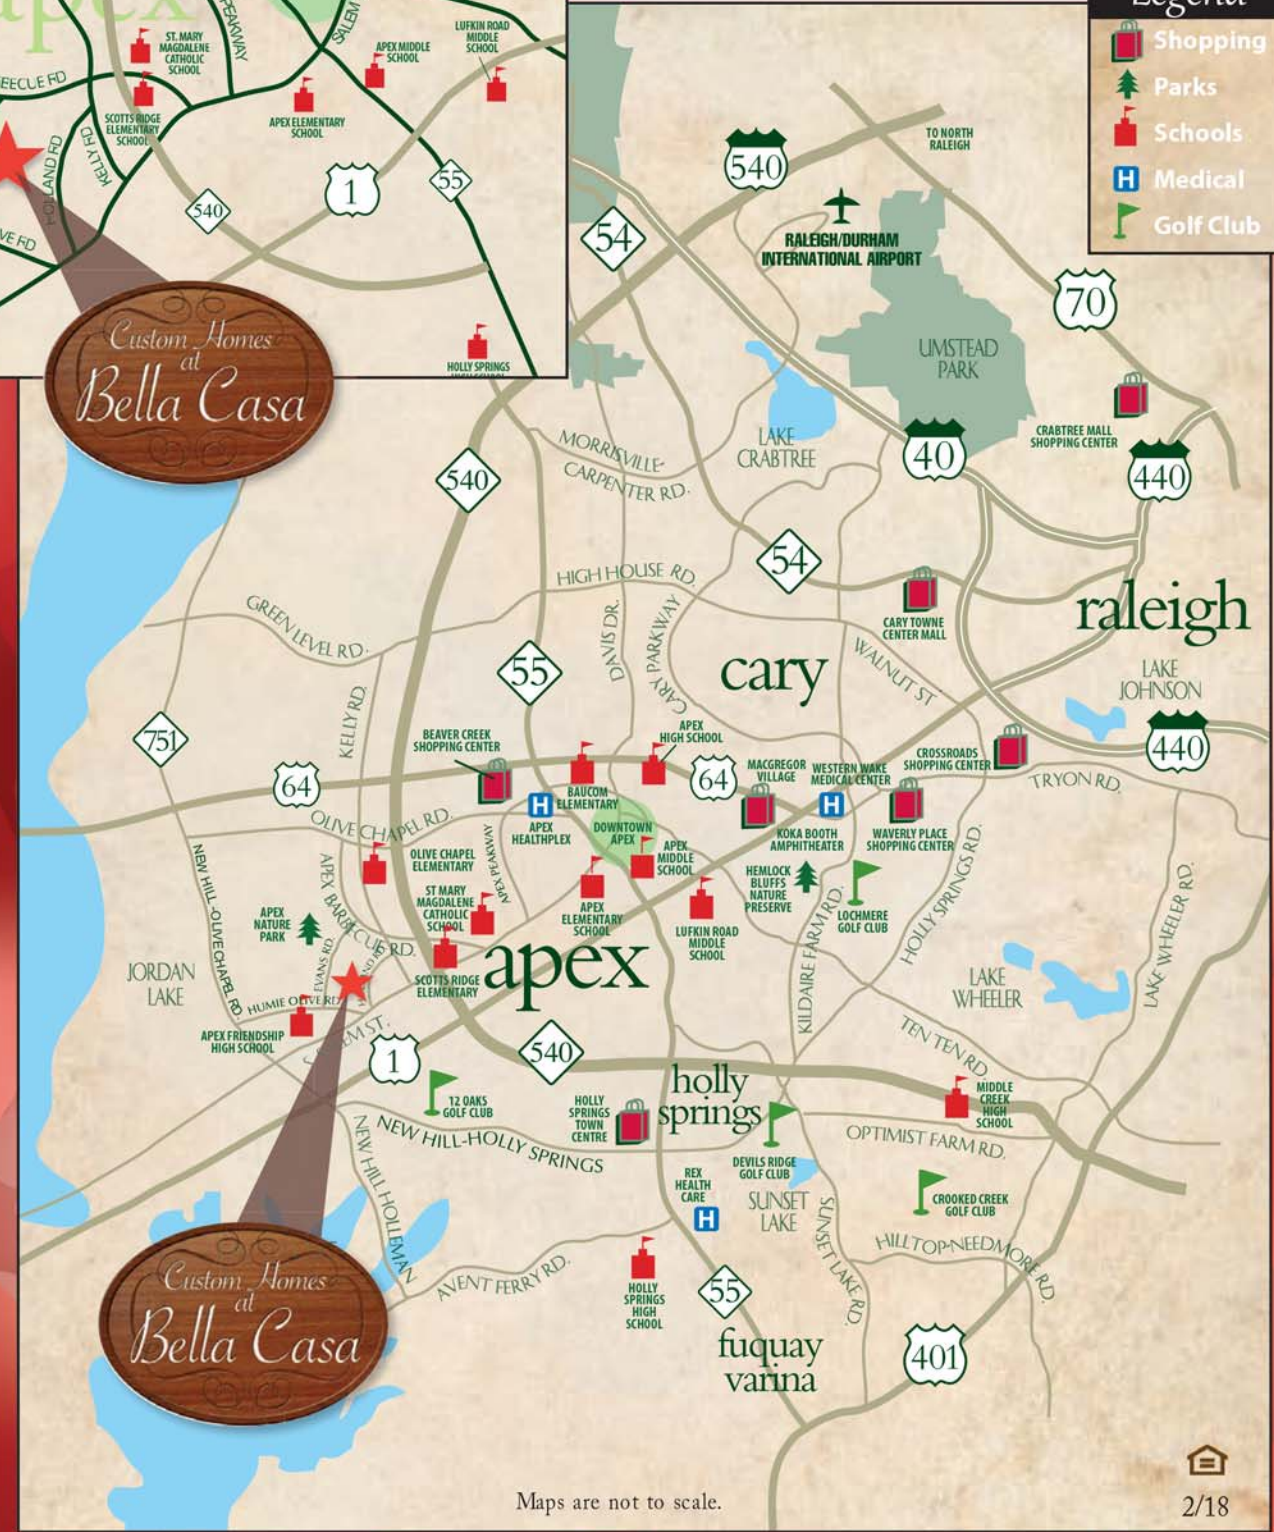 apex
PEAKWAY
SALEM
ST. MARY
MAGDALENE
CATHOLIC
SCHOOL
APEX MIDDLE
SCHOOL
LUFKIN ROAD
MIDDLE
SCHOOL
SCOTTS RIDGE
ELEMENTARY
SCHOOL
APEX ELEMENTARY
SCHOOL
KELLY RD
540
1
55
HOLLY SPRINGS
HIGH SCHOOL
Custom Homes
at
Bella Casa
Legend
Shopping
Parks
Schools
Medical
Golf Club
TO NORTH
RALEIGH
540
54
RALEIGH/DURHAM
INTERNATIONAL AIRPORT
70
UMSTEAD
PARK
CRABTREE MALL
SHOPPING CENTER
LAKE
CRABTREE
40
440
MORRISVILLE-
CARPENTER RD.
540
54
HIGH HOUSE RD.
CARY TOWNE
CENTER MALL
raleigh
GREEN LEVEL RD.
DAVIS DR.
CARY PARKWAY
cary
WALNUT ST
LAKE
JOHNSON
55
751
KELLY RD.
BEAVER CREEK
SHOPPING CENTER
APEX
HIGH SCHOOL
440
64
64
MACGREGOR
VILLAGE
WESTERN WAKE
MEDICAL CENTER
CROSSROADS
SHOPPING CENTER
TRYON RD.
BAUCOM
ELEMENTARY
OLIVE CHAPEL RD.
APEX
HEALTHPLEX
DOWNTOWN
APEX
KOKA BOOTH
AMPHITHEATER
WAVERLY PLACE
SHOPPING CENTER
NEW HILL-OLIVE CHAPEL RD.
APEX BARBECUE RD.
OLIVE CHAPEL
ELEMENTARY
APEX PEAKWAY
APEX
MIDDLE
SCHOOL
HEMLOCK
BLUFFS
NATURE
PRESERVE
LOCHMERE
GOLF CLUB
HOLLY SPRINGS RD.
LAKE WHEELER RD.
ST MARY
MAGDALENE
CATHOLIC
SCHOOL
APEX
ELEMENTARY
SCHOOL
LUFKIN ROAD
MIDDLE
SCHOOL
KILDAIRE FARM RD.
APEX
NATURE
PARK
EVANS RD.
apex
SCOTTS RIDGE
ELEMENTARY
JORDAN
LAKE
LAKE
WHEELER
HUMIE OLIVE RD
APEX FRIENDSHIP
HIGH SCHOOL
1
540
TEN TEN RD.
holly
springs
12 OAKS
GOLF CLUB
HOLLY
SPRINGS
TOWN
CENTRE
MIDDLE
CREEK
HIGH
SCHOOL
NEW HILL-HOLLY SPRINGS
OPTIMIST FARM RD.
NEW HILL HOLLEMAN
DEVILS RIDGE
GOLF CLUB
REX
HEALTH
CARE
SUNSET
LAKE
CROOKED CREEK
GOLF CLUB
SUNSET LAKE RD.
HILLTOP-NEEDMORE RD.
AVENT FERRY RD.
HOLLY
SPRINGS
HIGH
SCHOOL
55
fuquay
varina
401
Custom Homes
at
Bella Casa
Maps are not to scale.
2/18